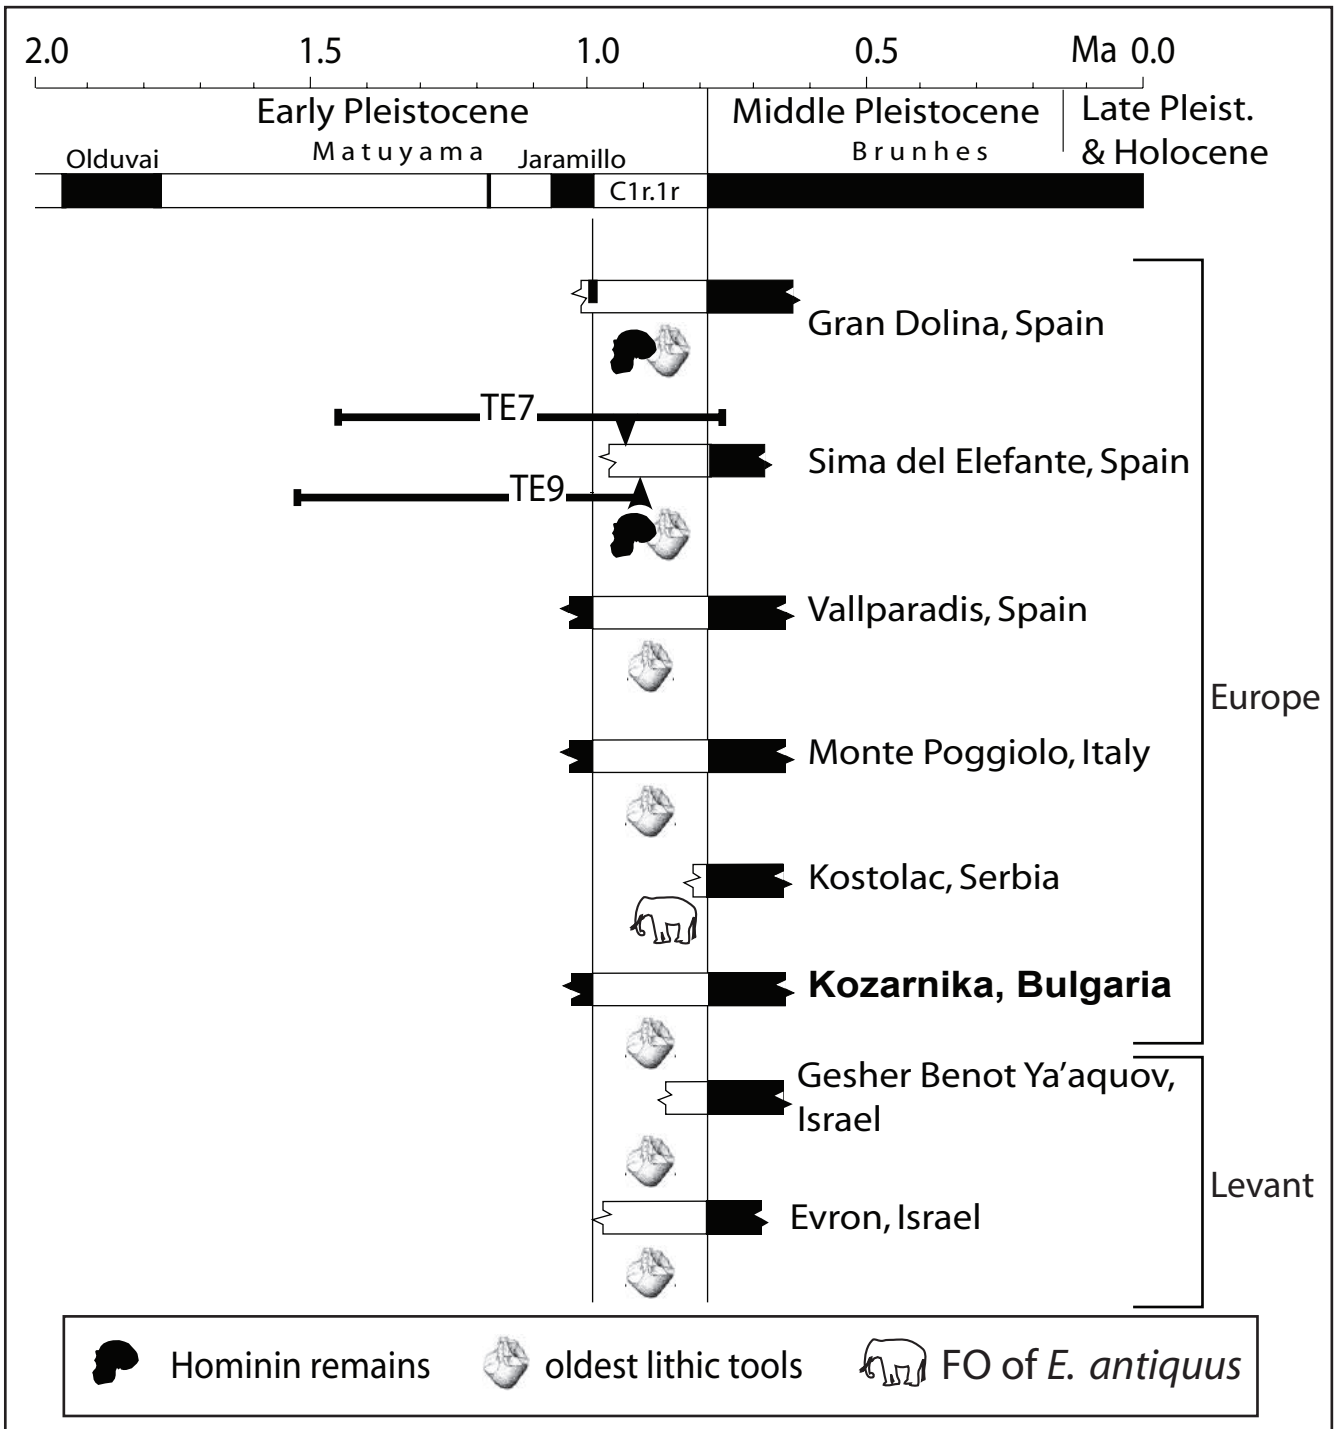 2.0 1.5 1.0 0.5 Ma 0.0
Early Pleistocene Middle Pleistocene Late Pleist.
& Holocene
Olduvai Matuyama Jaramillo Brunhes
C1r.1r
Gran Dolina, Spain
TE7
Sima del Elefante, Spain
TE9
Vallparadis, Spain
Europe
Monte Poggiolo, Italy
Kostolac, Serbia
Kozarnika, Bulgaria
Gesher Benot Ya’aquov,
Israel
Levant
Evron, Israel
Hominin remains oldest lithic tools FO of E. antiquus